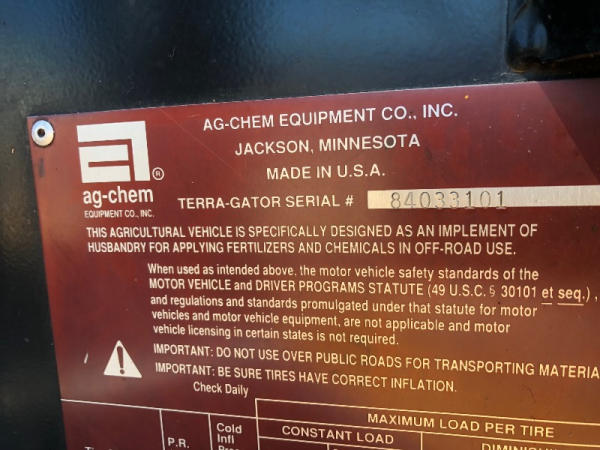 AG-CHEM EQUIPMENT CO., INC.
JACKSON, MINNESOTA
MADE IN U.S.A.
®
ag-chem
EQUIPMENT CO., INC.
TERRA-GATOR SERIAL # 84033101
THIS AGRICULTURAL VEHICLE IS SPECIFICALLY DESIGNED AS AN IMPLEMENT OF
HUSBANDRY FOR APPLYING FERTILIZERS AND CHEMICALS IN OFF-ROAD USE.
When used as intended above, the motor vehicle safety standards of the
MOTOR VEHICLE and DRIVER PROGRAMS STATUTE (49 U.S.C. § 30101 et seq.),
and regulations and standards promulgated under that statute for motor
vehicles and motor vehicle equipment, are not applicable and motor
vehicle licensing in certain states is not required.
IMPORTANT: DO NOT USE OVER PUBLIC ROADS FOR TRANSPORTING MATERIA
IMPORTANT: BE SURE TIRES HAVE CORRECT INFLATION.
Check Daily
MAXIMUM LOAD PER TIRE
Cold
Infl
P.R.
CONSTANT LOAD